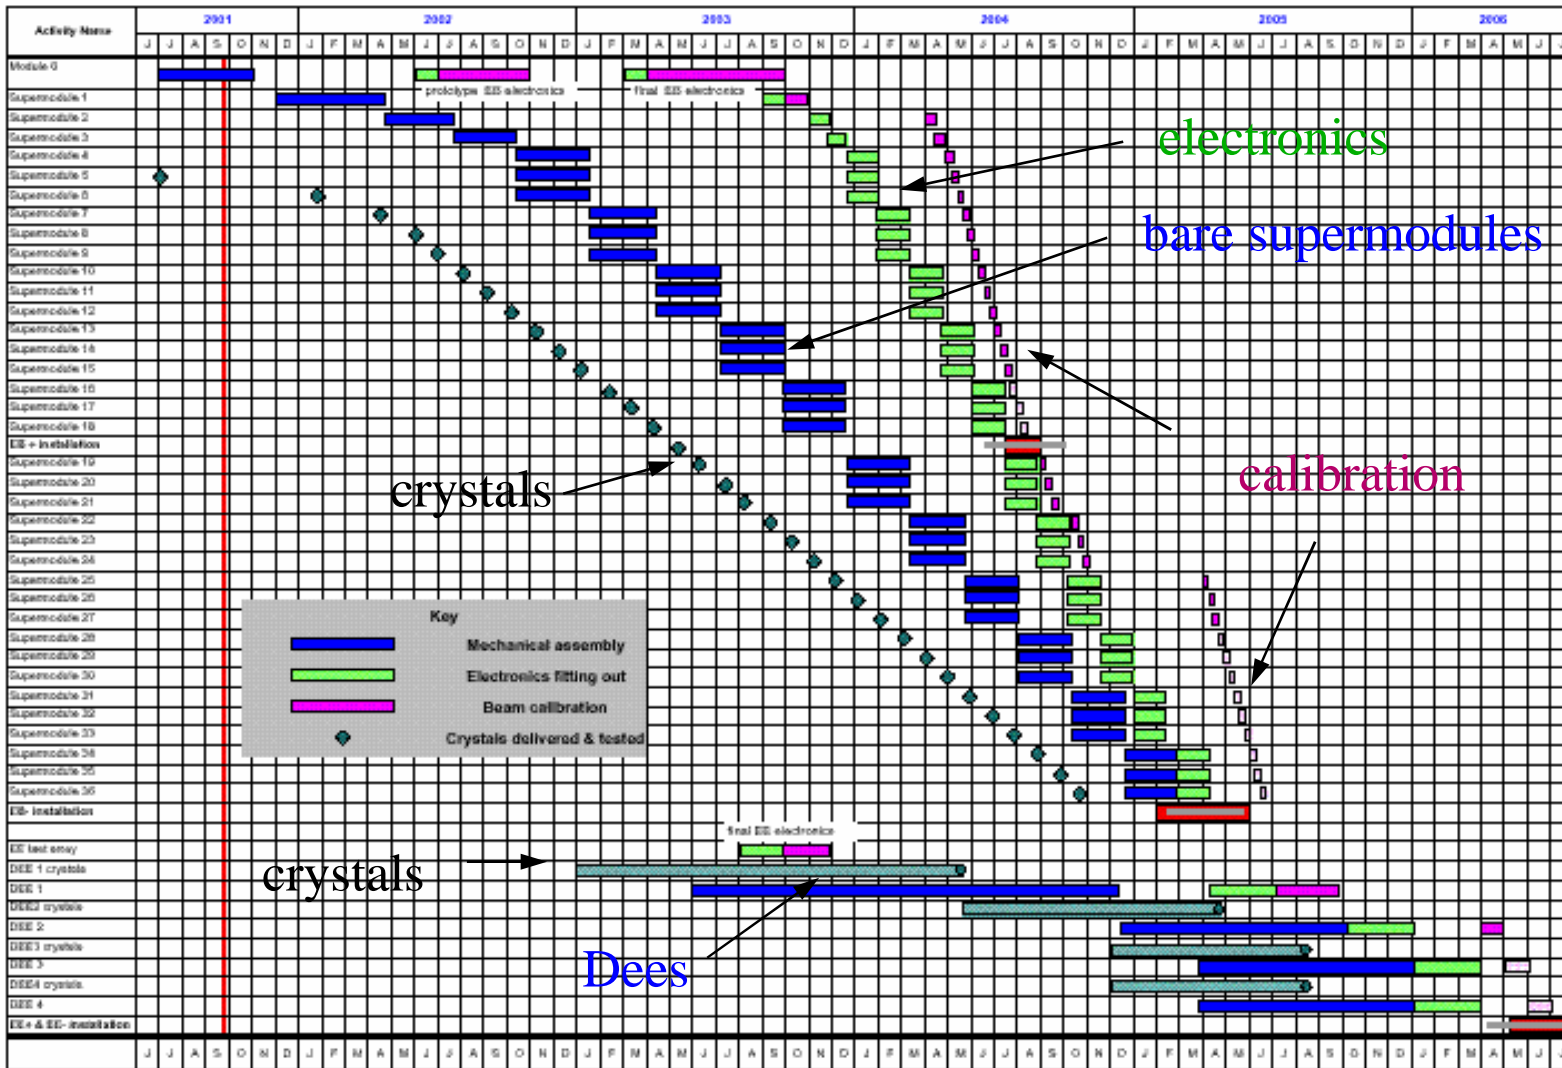 2001 2002 2003 2004 2005 2006
Activity Name
J J A S O N D J F M A M J J A S O N D J F M A M J J A S O N D J F M A M J J A S O N D J F M A M J J A S O N D J F M A M J J
Module 0
prototype EB electronics
final EB electronics
Supermodule 1
Supermodule 2
Supermodule 3
electronics
Supermodule 4
Supermodule 5
Supermodule 6
Supermodule 7
Supermodule 8
bare supermodules
Supermodule 9
Supermodule 10
Supermodule 11
Supermodule 12
Supermodule 13
Supermodule 14
Supermodule 15
Supermodule 16
Supermodule 17
Supermodule 18
EB + installation
Supermodule 19
calibration
Supermodule 20
crystals
Supermodule 21
Supermodule 22
Supermodule 23
Supermodule 24
Supermodule 25
Supermodule 26
Supermodule 27
Key
Supermodule 28
Mechanical assembly
Supermodule 29
Supermodule 30
Electronics fitting out
Supermodule 31
Beam calibration
Supermodule 32
Supermodule 33
Crystals delivered & tested
Supermodule 34
Supermodule 35
Supermodule 36
EB- installation
final EE electronics
EE test array
DEE 1 crystals
crystals
DEE 1
DEE2 crystals
DEE 2
DEE3 crystals
DEE 3
Dees
DEE4 crystals
DEE 4
EE+ & EE- installation
J J A S O N D J F M A M J J A S O N D J F M A M J J A S O N D J F M A M J J A S O N D J F M A M J J A S O N D J F M A M J J